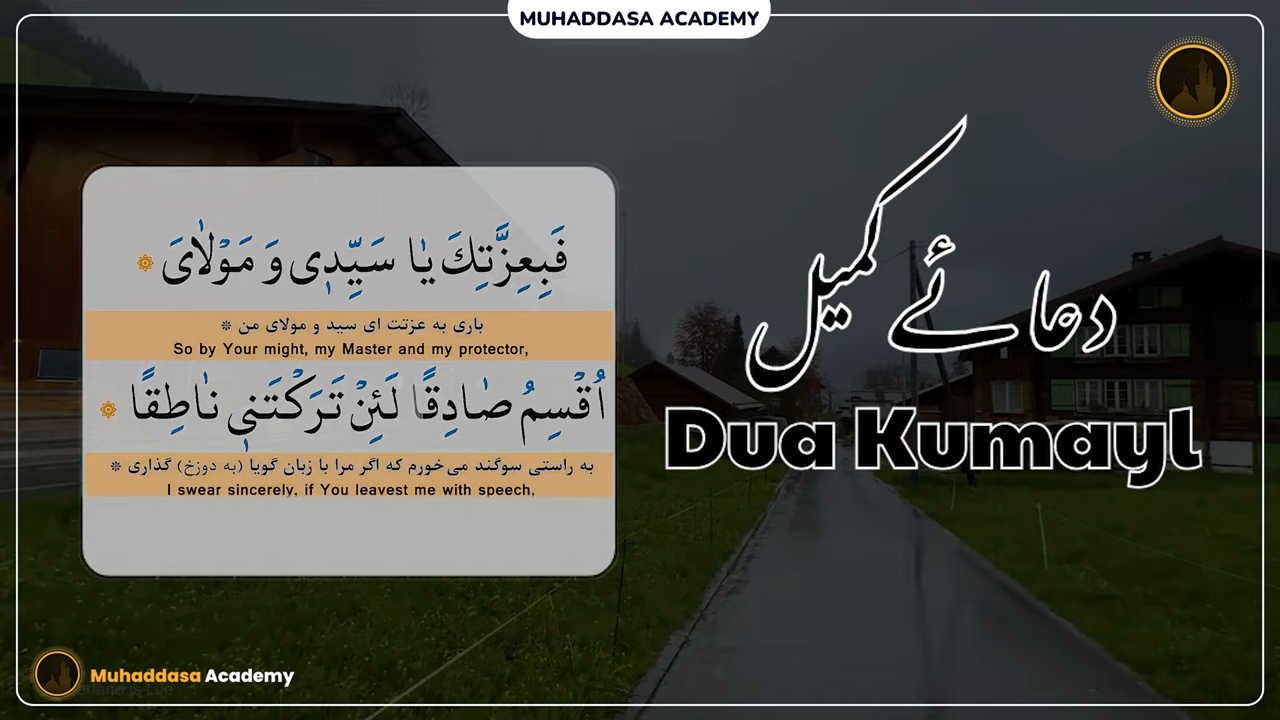 MUHADDASA ACADEMY
فَبِعِزَّتِكَ يٰا سَيِّدٖى وَ مَوْلاٰىَ ۞
باری به عزتت ای سید و مولای من ❊
So by Your might, my Master and my protector,
اُقْسِمُ صٰادِقًا لَئِنْ تَرَكْتَنىٖ نٰاطِقًا ۞
به راستی سوگند می‌خورم که اگر مرا با زبان گویا (به دوزخ) گذاری ❊
I swear sincerely, if You leavest me with speech,
دعائے کمیل
Dua Kumayl
Muhaddasa Academy